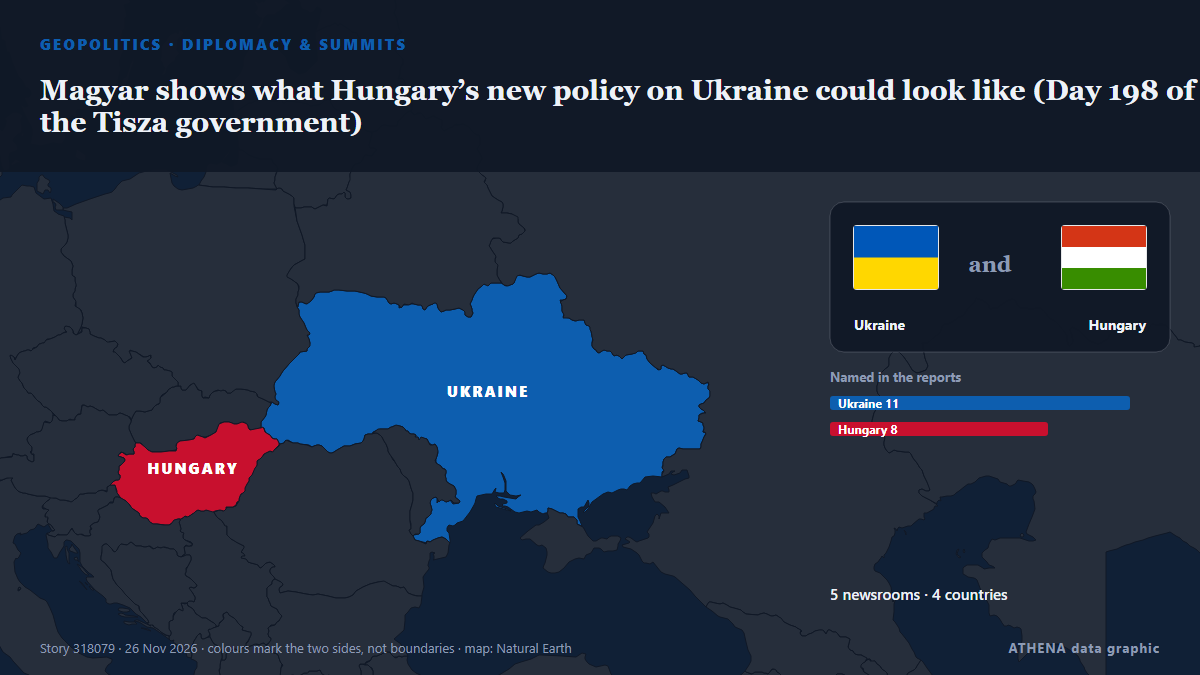 GEOPOLITICS · DIPLOMACY & SUMMITS
Magyar shows what Hungary’s new policy on Ukraine could look like (Day 198 of
the Tisza government)
and
Ukraine
Hungary
Named in the reports
Ukraine 11
Hungary 8
UKRAINE
HUNGARY
5 newsrooms · 4 countries
Story 318079 · 26 Nov 2026 · colours mark the two sides, not boundaries · map: Natural Earth
ATHENA data graphic